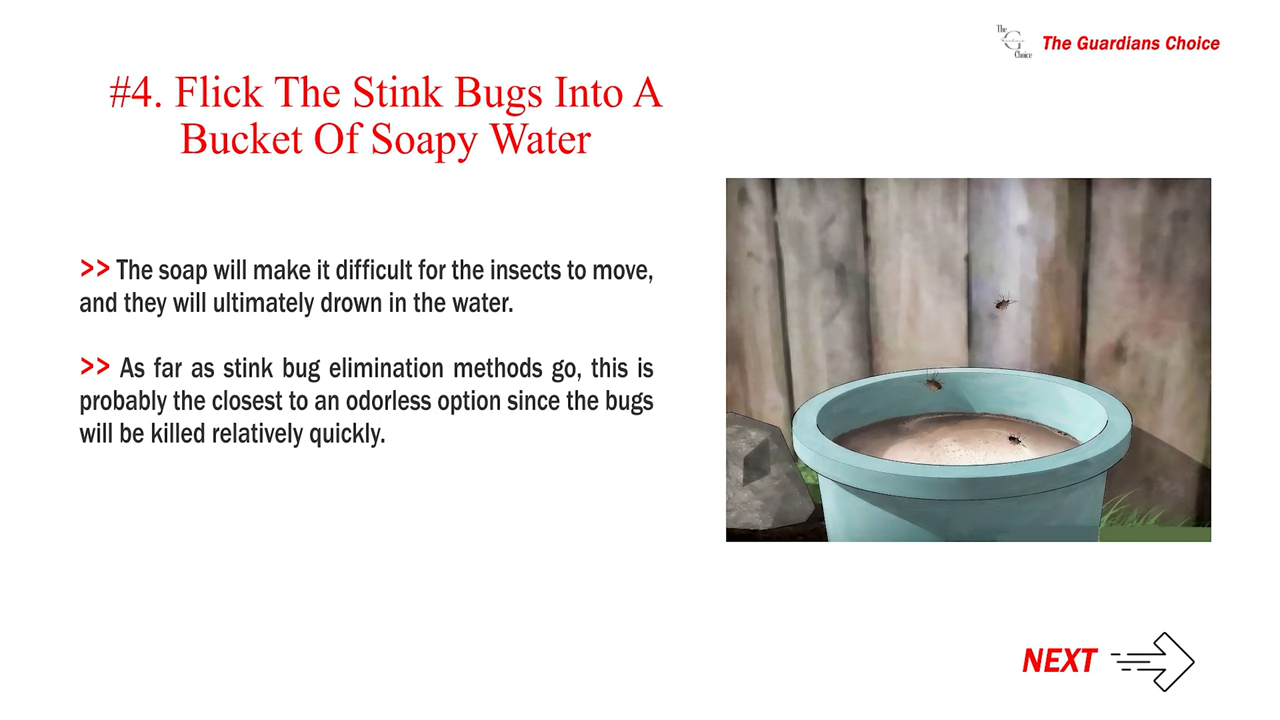 The
G
Choice
The Guardians Choice
#4. Flick The Stink Bugs Into A
Bucket Of Soapy Water
>> The soap will make it difficult for the insects to move,
and they will ultimately drown in the water.
>> As far as stink bug elimination methods go, this is
probably the closest to an odorless option since the bugs
will be killed relatively quickly.
NEXT